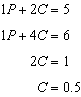 1P + 2C = 5
1P + 4C = 6
2C = 1
C = 0.5